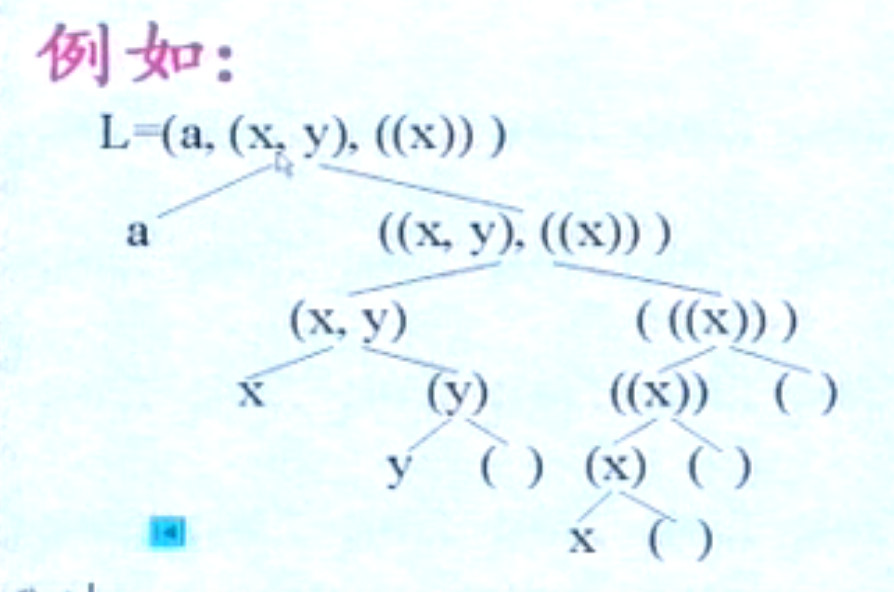 例如：
L=(a, (x, y), ((x)) )
a ((x, y), ((x)) )
(x, y) ( ((x)) )
x (y) ((x)) ( )
y ( ) (x) ( )
x ( )